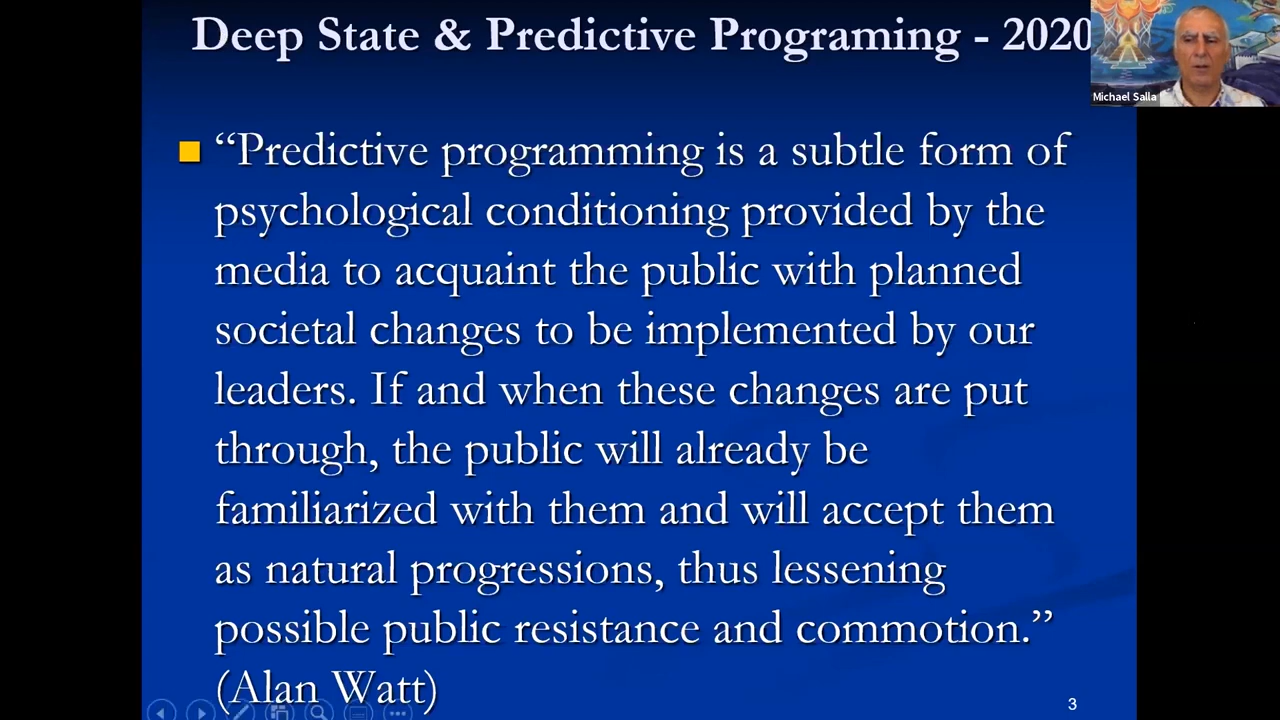 Deep State & Predictive Programing - 2020
Michael Salla
“Predictive programming is a subtle form of
psychological conditioning provided by the
media to acquaint the public with planned
societal changes to be implemented by our
leaders. If and when these changes are put
through, the public will already be
familiarized with them and will accept them
as natural progressions, thus lessening
possible public resistance and commotion.”
(Alan Watt)
3